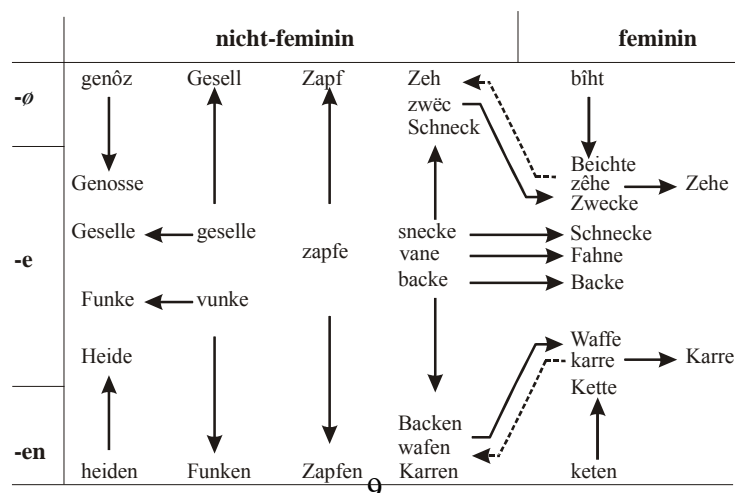 nicht-feminin feminin
-ø genôz Gesell Zapf Zeh bîht
zwëc
Schneck
Beichte
Genosse zêhe Zehe
Zwecke
-e Geselle geselle zapfe snecke Schnecke
vane Fahne
Funke vunke backe Backe
Heide Waffe
karre Karre
Kette
-en Backen
wafen
heiden Funken Zapfen Karren keten
9